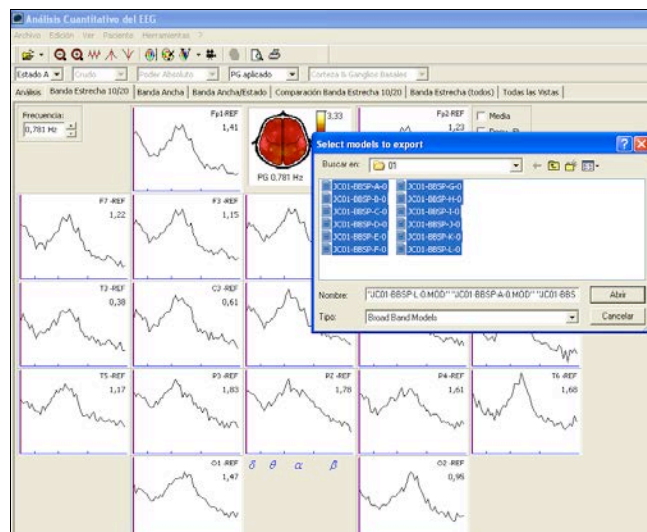 Análisis Cuantitativo del EEG
Archivo Edición Ver Paciente Herramientas ?
Estado A Crudo Poder Absoluto PG aplicado Corteza & Ganglios Basales
Análisis Banda Estrecha 10/20 Banda Ancha Banda Ancha/Estado Comparación Banda Estrecha 10/20 Banda Estrecha (todos) Todas las Vistas
Frecuencia:
0,781 Hz
Fp1-REF
1,41
3.33
PG 0.781 Hz
Fp2-REF
1,23
Media
Select models to export
Buscar en: 01
JC01-BBSP-A-0 JC01-BBSP-G-0
JC01-BBSP-B-0 JC01-BBSP-H-0
JC01-BBSP-C-0 JC01-BBSP-I-0
JC01-BBSP-D-0 JC01-BBSP-J-0
JC01-BBSP-E-0 JC01-BBSP-K-0
JC01-BBSP-F-0 JC01-BBSP-L-0
Nombre: "JC01-BBSP-L-0.MOD" "JC01-BBSP-A-0.MOD" "JC01-BBS Abrir
Tipo: Broad Band Models Cancelar
F7-REF
1,22
F3-REF
1,15
T3-REF
0,38
C3-REF
0,61
T5-REF
1,17
P3-REF
1,83
PZ-REF
1,78
P4-REF
1,61
T6-REF
1,68
O1-REF
1,47
δ θ α β
O2-REF
0,95